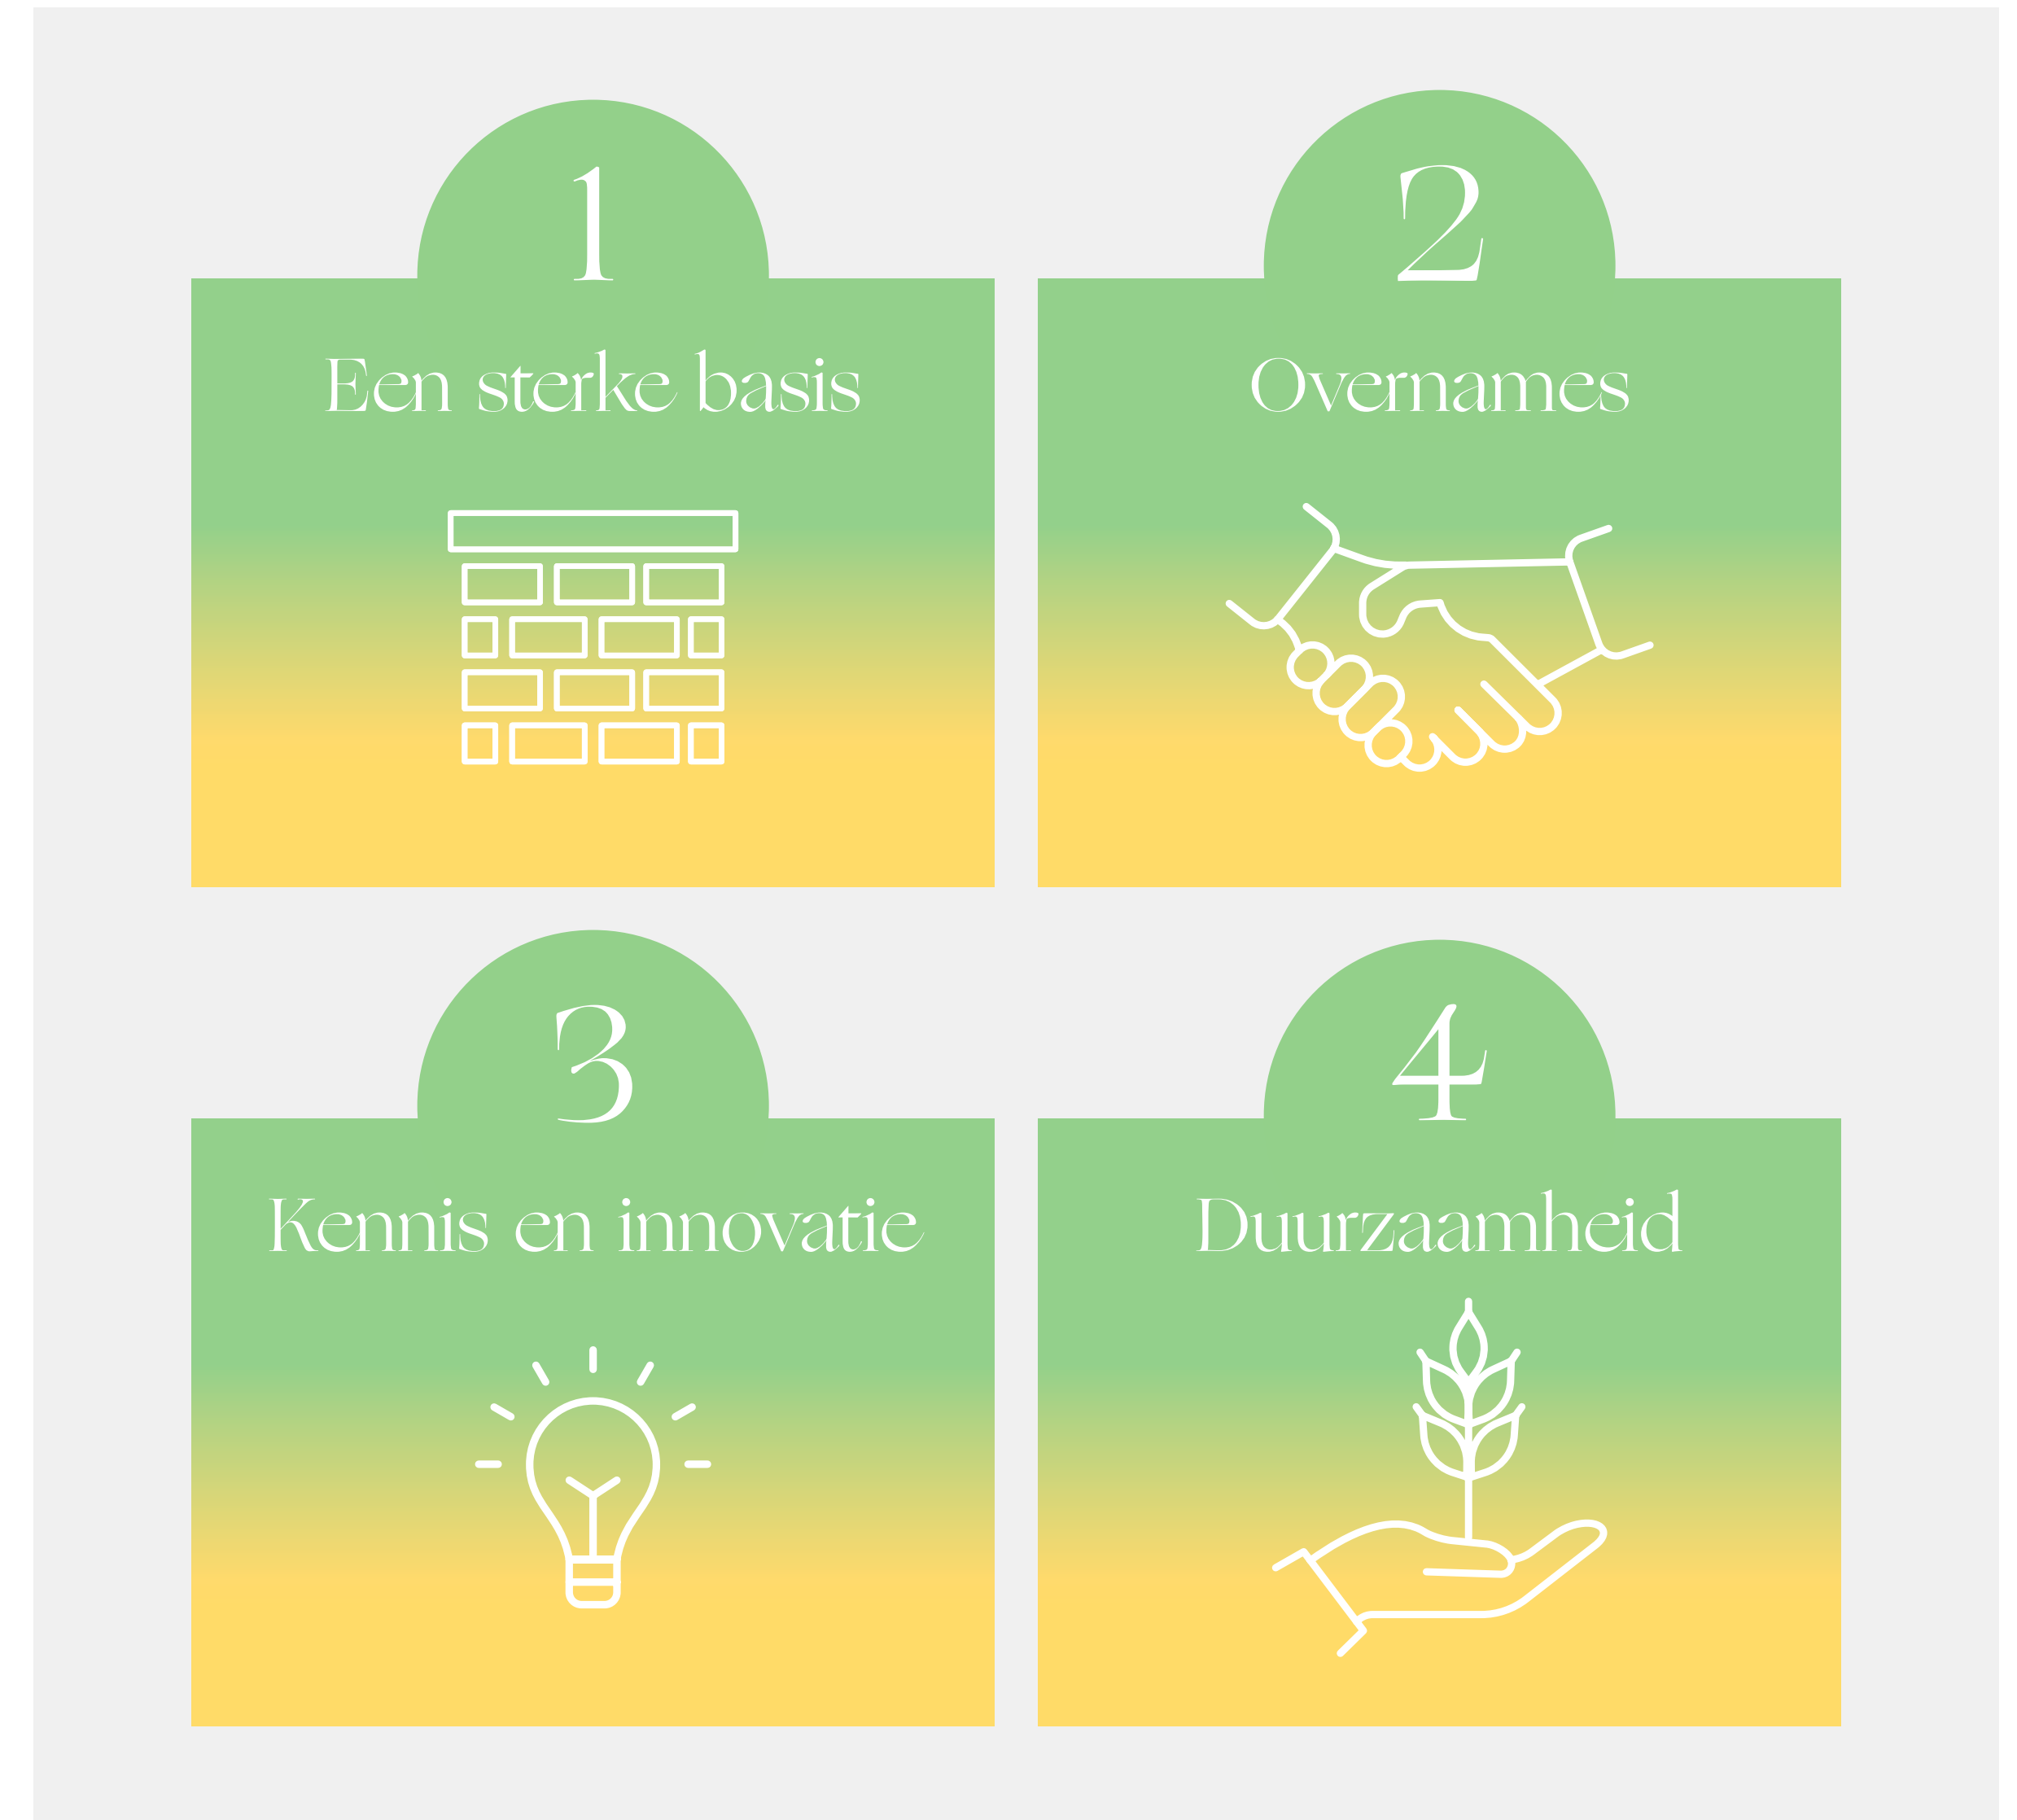 1
Een sterke basis
2
Overnames
3
Kennis en innovatie
4
Duurzaamheid